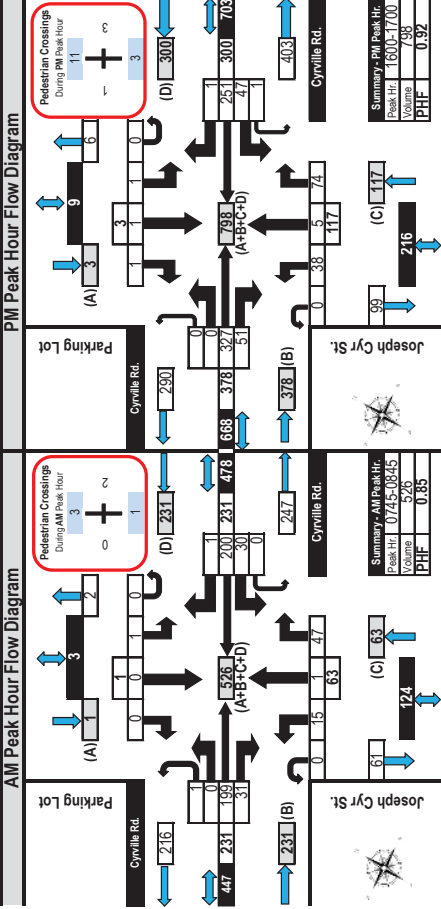 AM Peak Hour Flow Diagram
Parking Lot
(A)
1
3
2
1
0
0
1
0
Pedestrian Crossings
During AM Peak Hour
3
0
2
1
Cyrville Rd.
216
(D)
231
447
231
1
0
199
31
526
(A+B+C+D)
1
200
30
0
231
478
231
(B)
247
Cyrville Rd.
0
15
1
47
63
Joseph Cyr St.
61
(C)
63
124
Summary - AM Peak Hr.
Peak Hr. 0745-0845
Volume 526
PHF 0.85
PM Peak Hour Flow Diagram
Parking Lot
(A)
3
9
6
3
1
1
1
0
Pedestrian Crossings
During PM Peak Hour
11
1
3
3
Cyrville Rd.
290
(D)
300
668
378
0
0
327
51
798
(A+B+C+D)
1
251
47
1
300
703
378
(B)
403
Cyrville Rd.
0
38
5
74
117
Joseph Cyr St.
99
(C)
117
216
Summary - PM Peak Hr.
Peak Hr. 1600-1700
Volume 798
PHF 0.92